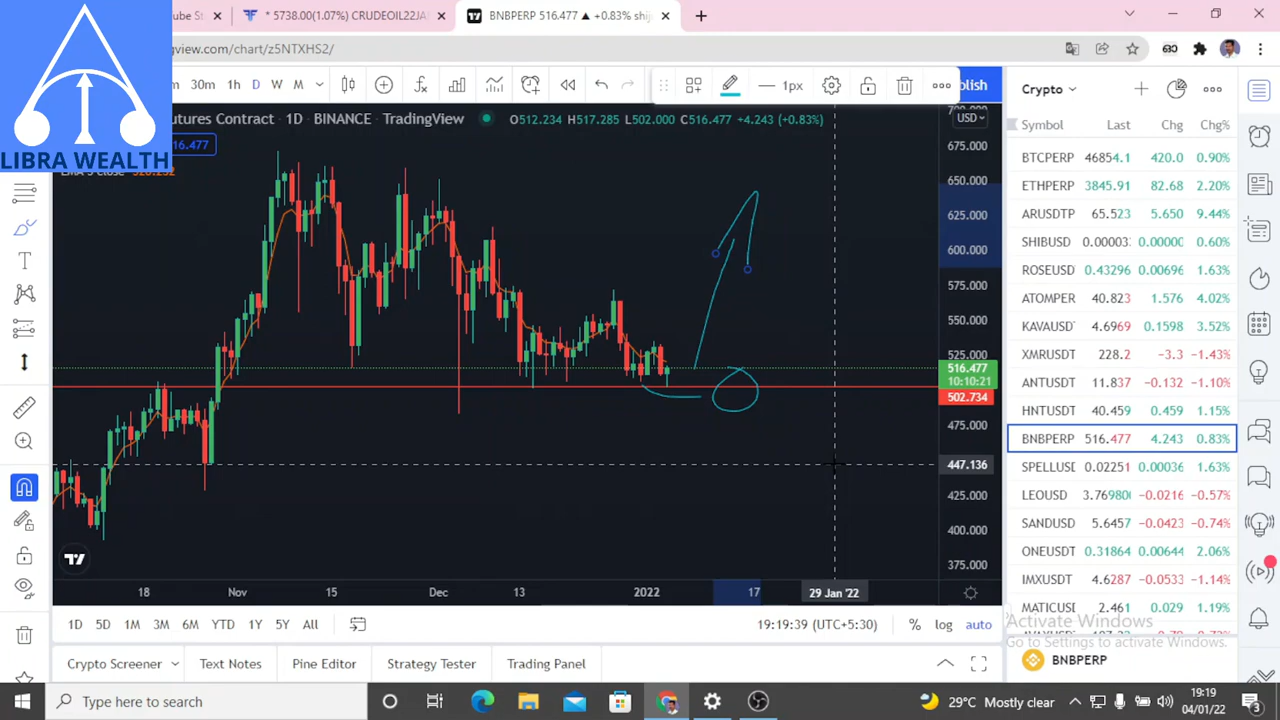 ube St × * 5738.00(1.07%) CRUDEOIL22JA × BNBPERP 516.477 ▲ +0.83% × +
gview.com/chart/z5NTXHS2/
LIBRA WEALTH
30m 1h D W M 1px blish
utures Contract · 1D · BINANCE · TradingView O512.234 H517.285 L502.000 C516.477 +4.243 (+0.83%)
16.477
USD
675.000
650.000
625.000
600.000
575.000
550.000
525.000
516.477
10:10:21
502.734
475.000
447.136
425.000
400.000
375.000
18 Nov 15 Dec 13 2022 17 29 Jan '22
1D 5D 1M 3M 6M YTD 1Y 5Y All 19:19:39 (UTC+5:30) % log auto
Crypto Screener Text Notes Pine Editor Strategy Tester Trading Panel
Crypto
Symbol Last Chg Chg%
BTCPERP 46854.1 420.0 0.90%
ETHPERP 3845.91 82.68 2.20%
ARUSDTP 65.523 5.650 9.44%
SHIBUSD 0.00003 0.00000 0.60%
ROSEUSD 0.43296 0.00696 1.63%
ATOMPER 40.823 1.576 4.02%
KAVAUSD 4.6969 0.1598 3.52%
XMRUSDT 228.2 −3.3 −1.43%
ANTUSDT 11.837 −0.132 −1.10%
HNTUSDT 40.459 0.459 1.15%
BNBPERP 516.477 4.243 0.83%
SPELLUSD 0.02251 0.00036 1.63%
LEOUSD 3.76980 −0.0216 −0.57%
SANDUSD 5.6457 −0.0423 −0.74%
ONEUSDT 0.31864 0.00644 2.06%
IMXUSDT 4.6287 −0.0533 −1.14%
MATICUSI 2.461 0.029 1.19%
Activate Windows
Go to Settings to activate Windows.
BNBPERP
Type here to search
29°C Mostly clear
19:19
04/01/22
3